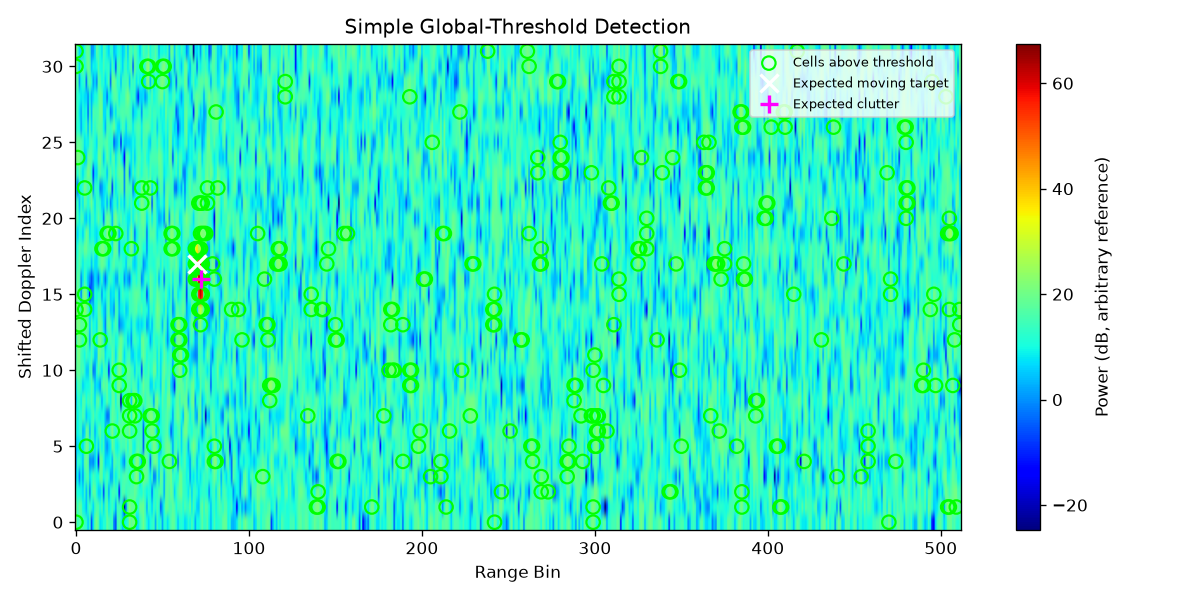 Simple Global-Threshold Detection
Cells above threshold
Expected moving target
Expected clutter
Shifted Doppler Index
30
25
20
15
10
5
0
0
100
200
300
400
500
Range Bin
60
40
20
0
−20
Power (dB, arbitrary reference)